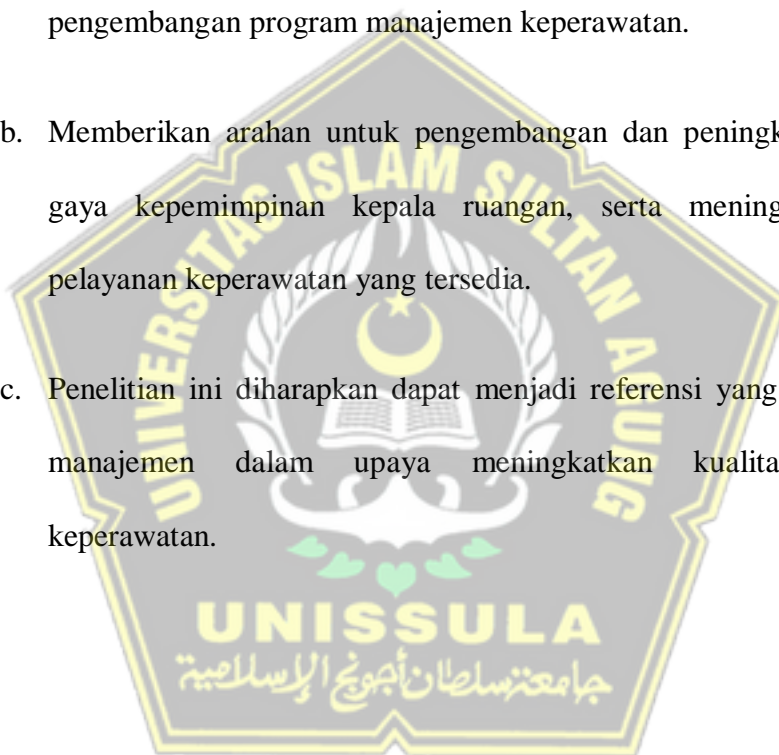 pengembangan program manajemen keperawatan.
b. Memberikan arahan untuk pengembangan dan peningk
gaya kepemimpinan kepala ruangan, serta mening
pelayanan keperawatan yang tersedia.
c. Penelitian ini diharapkan dapat menjadi referensi yang
manajemen dalam upaya meningkatkan kualita
keperawatan.
UNIVERSITAS ISLAM SULTAN AGUNG
UNISSULA
جامعة سلطان أجونج الإسلامية